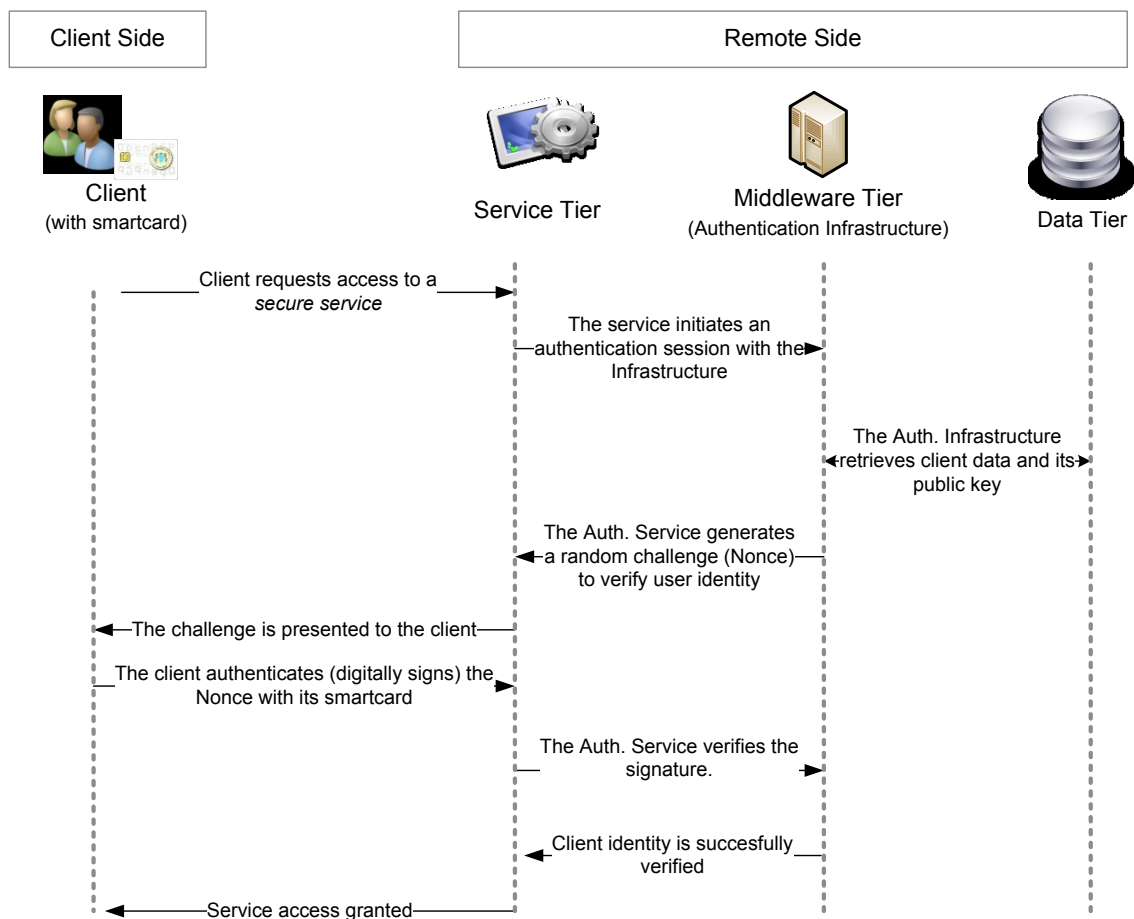 Client Side
Remote Side
Client
(with smartcard)
Service Tier
Middleware Tier
(Authentication Infrastructure)
Data Tier
Client requests access to a
secure service
The service initiates an
authentication session with the
Infrastructure
The Auth. Infrastructure
retrieves client data and its
public key
The Auth. Service generates
a random challenge (Nonce)
to verify user identity
The challenge is presented to the client
The client authenticates (digitally signs) the
Nonce with its smartcard
The Auth. Service verifies the
signature.
Client identity is succesfully
verified
Service access granted